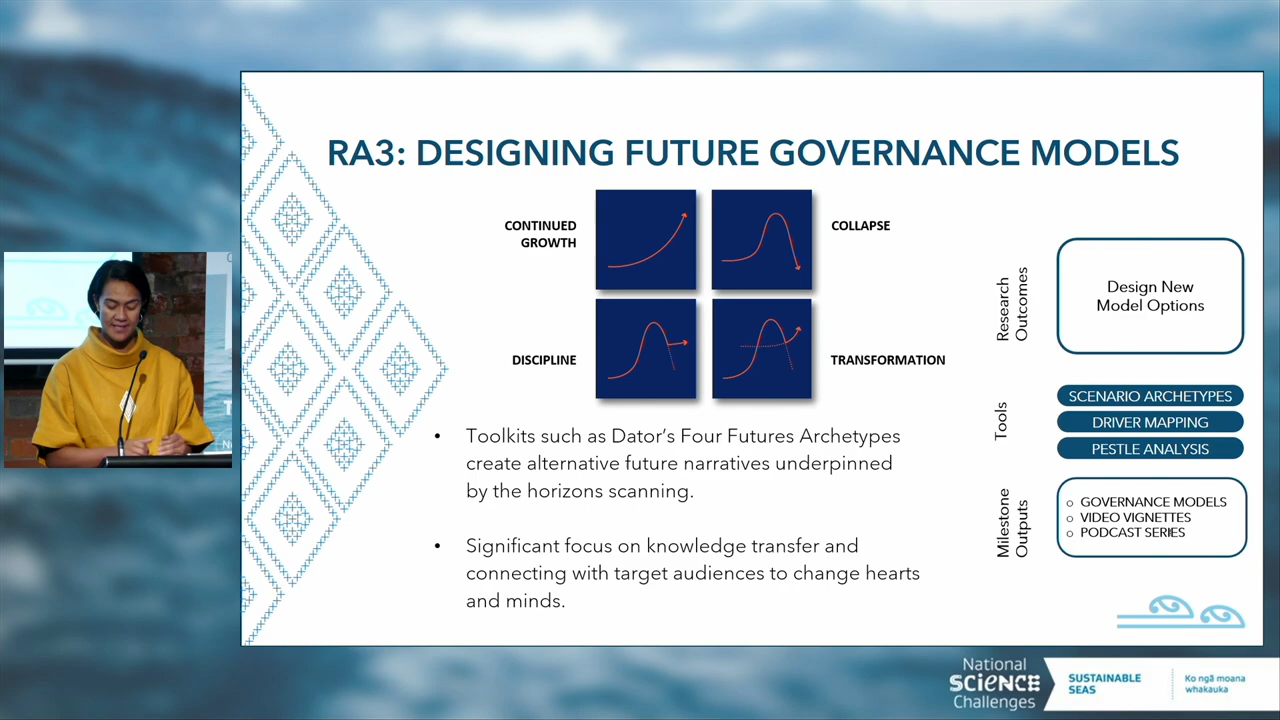 RA3: DESIGNING FUTURE GOVERNANCE MODELS
CONTINUED
GROWTH
COLLAPSE
DISCIPLINE
TRANSFORMATION
• Toolkits such as Dator's Four Futures Archetypes
create alternative future narratives underpinned
by the horizons scanning.
• Significant focus on knowledge transfer and
connecting with target audiences to change hearts
and minds.
Research
Outcomes
Design New
Model Options
Tools
SCENARIO ARCHETYPES
DRIVER MAPPING
PESTLE ANALYSIS
Milestone
Outputs
o GOVERNANCE MODELS
o VIDEO VIGNETTES
o PODCAST SERIES
National
SCIENCE
Challenges
SUSTAINABLE
SEAS
Ko ngā moana
whakauka